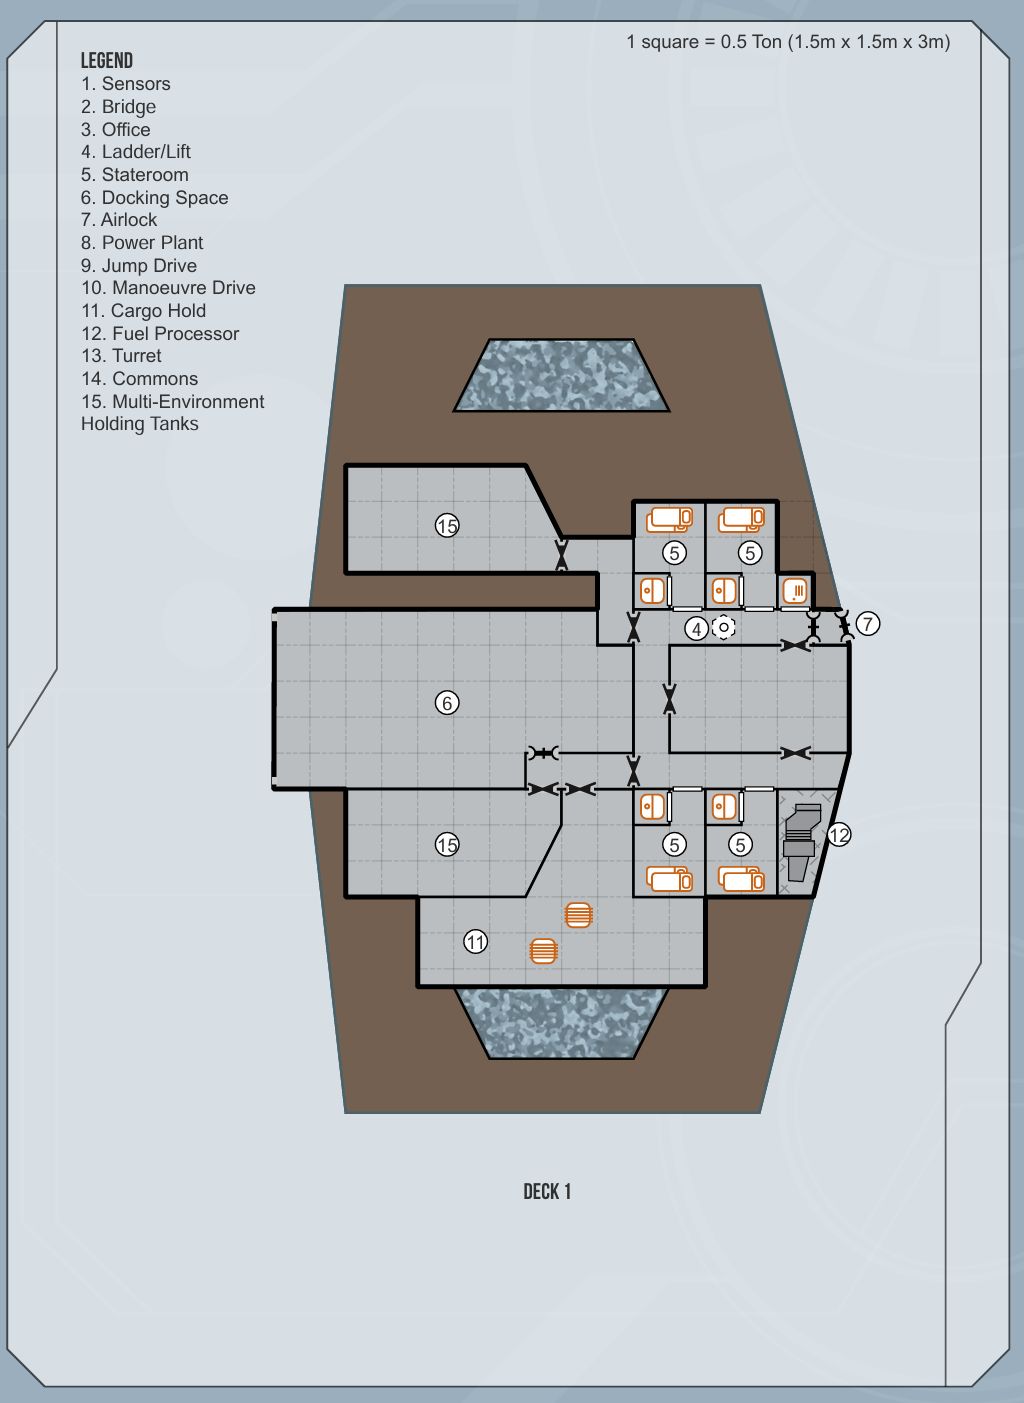 1 square = 0.5 Ton (1.5m x 1.5m x 3m)
LEGEND
1. Sensors
2. Bridge
3. Office
4. Ladder/Lift
5. Stateroom
6. Docking Space
7. Airlock
8. Power Plant
9. Jump Drive
10. Manoeuvre Drive
11. Cargo Hold
12. Fuel Processor
13. Turret
14. Commons
15. Multi-Environment
Holding Tanks
15
5
5
4
7
6
15
5
5
12
11
DECK 1